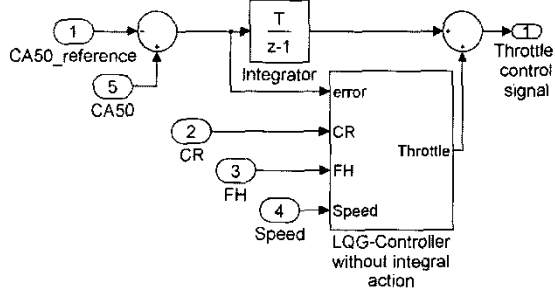 1
CA50_reference
5
CA50
T
z-1
Integrator
1
Throttle
control
signal
error
2
CR
CR
3
FH
FH
4
Speed
Speed
Throttle
LQG-Controller
without integral
action